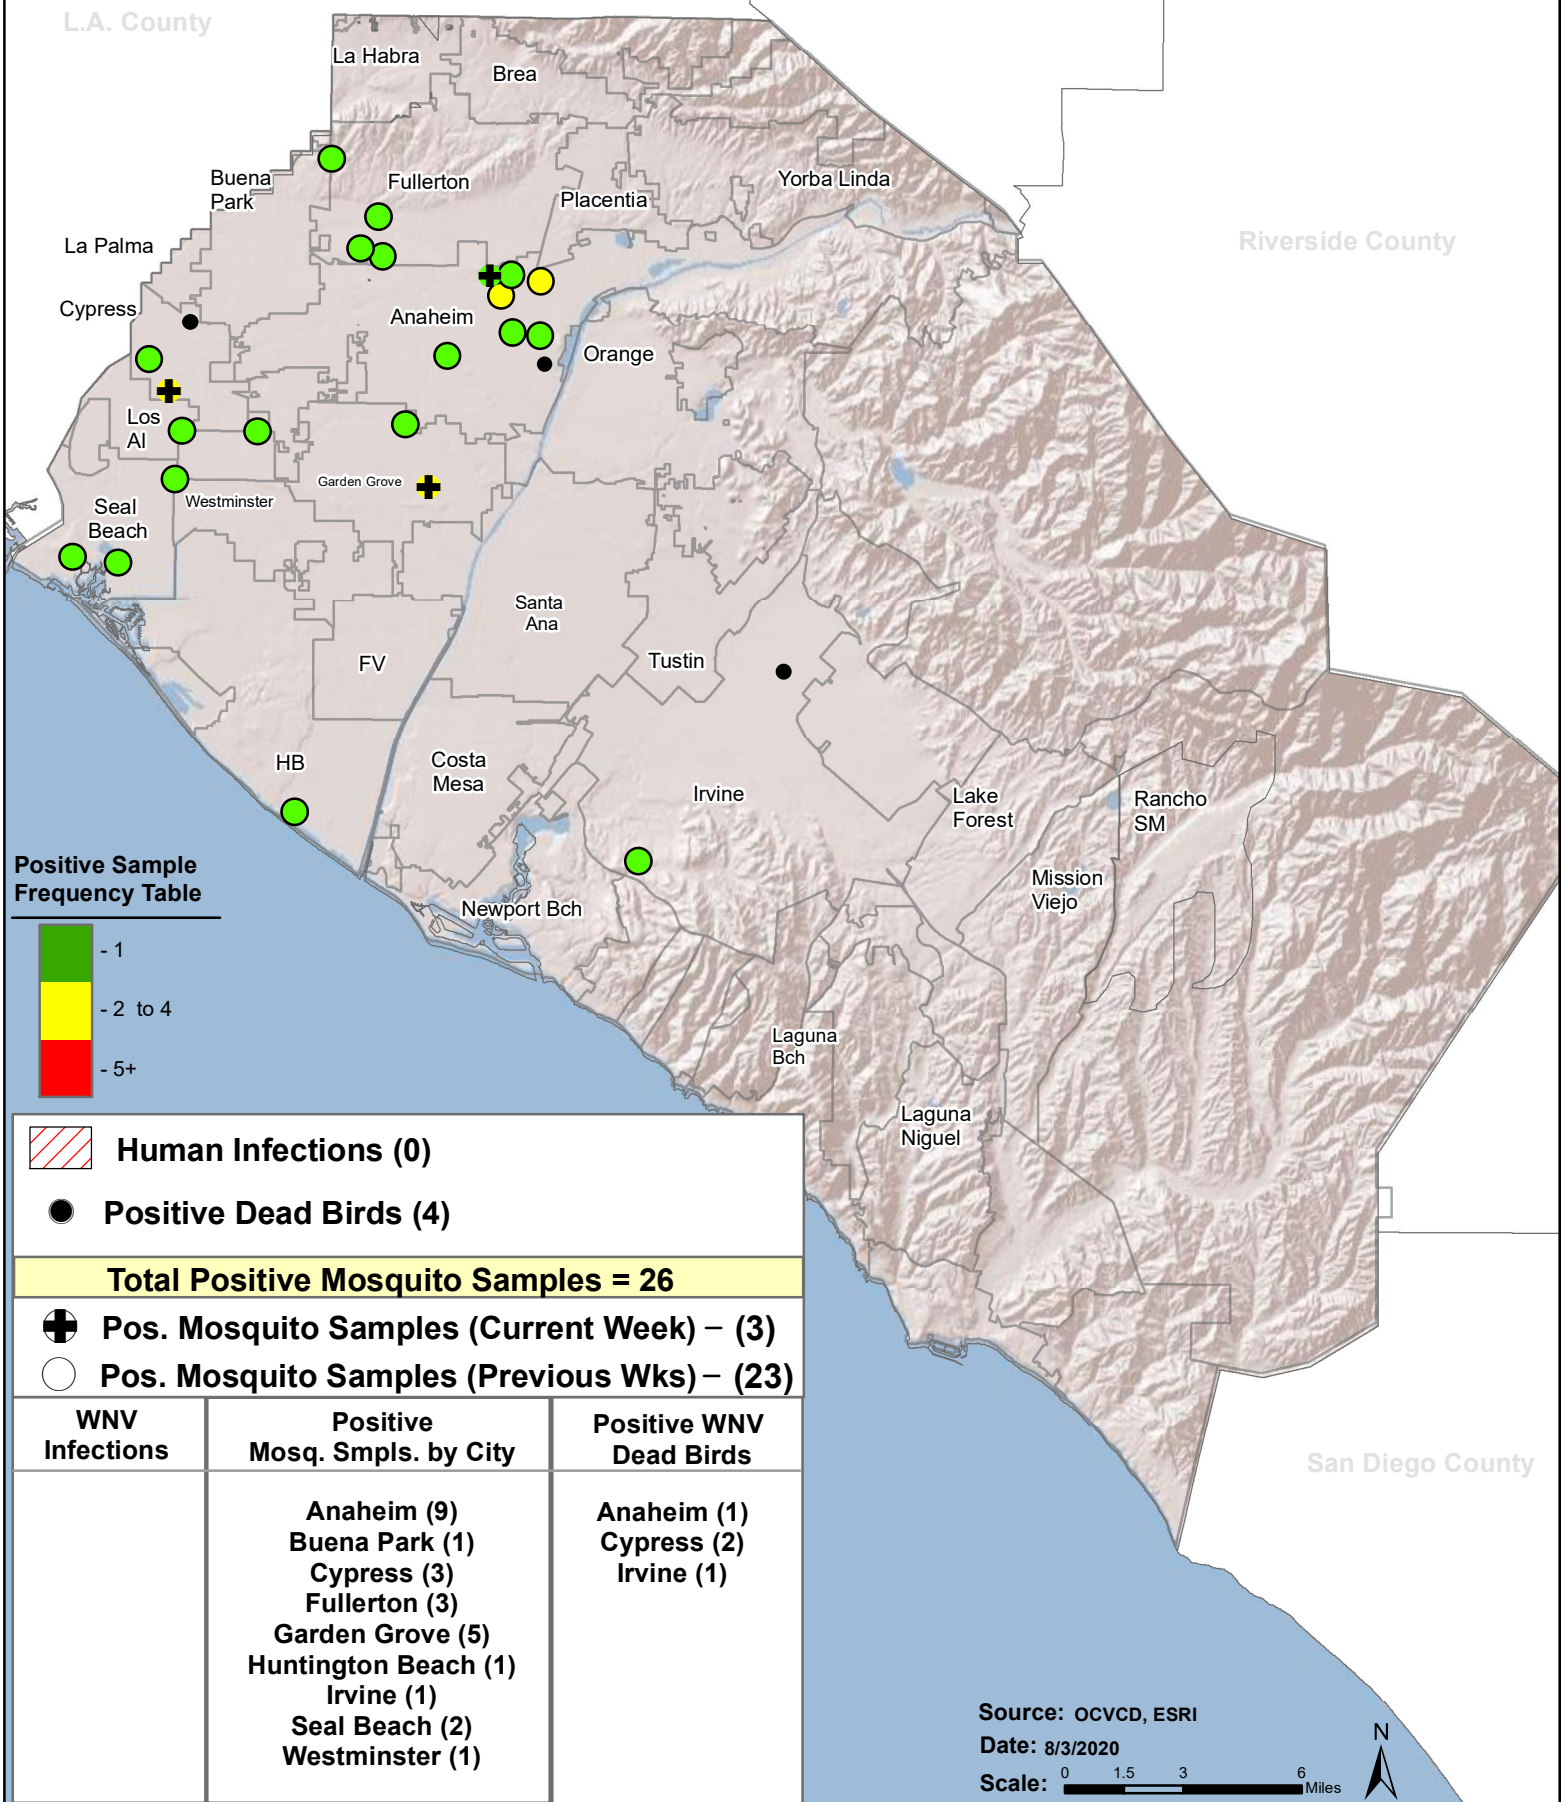 L.A. County
La Habra
Brea
Buena
Park
Fullerton
Placentia
Yorba Linda
La Palma
Riverside County
Cypress
Anaheim
Orange
Los
Al
Garden Grove
Westminster
Seal
Beach
Santa
Ana
FV
Tustin
HB
Costa
Mesa
Irvine
Lake
Forest
Rancho
SM
Mission
Viejo
Newport Bch
Laguna
Bch
Laguna
Niguel
San Diego County
Positive Sample
Frequency Table
- 1
- 2 to 4
- 5+
Human Infections (0)
Positive Dead Birds (4)
Total Positive Mosquito Samples = 26
Pos. Mosquito Samples (Current Week) – (3)
Pos. Mosquito Samples (Previous Wks) – (23)
WNV
Infections
Positive
Mosq. Smpls. by City
Positive WNV
Dead Birds
Anaheim (9)
Buena Park (1)
Cypress (3)
Fullerton (3)
Garden Grove (5)
Huntington Beach (1)
Irvine (1)
Seal Beach (2)
Westminster (1)
Anaheim (1)
Cypress (2)
Irvine (1)
Source: OCVCD, ESRI
Date: 8/3/2020
Scale: 0 1.5 3 6 Miles
N